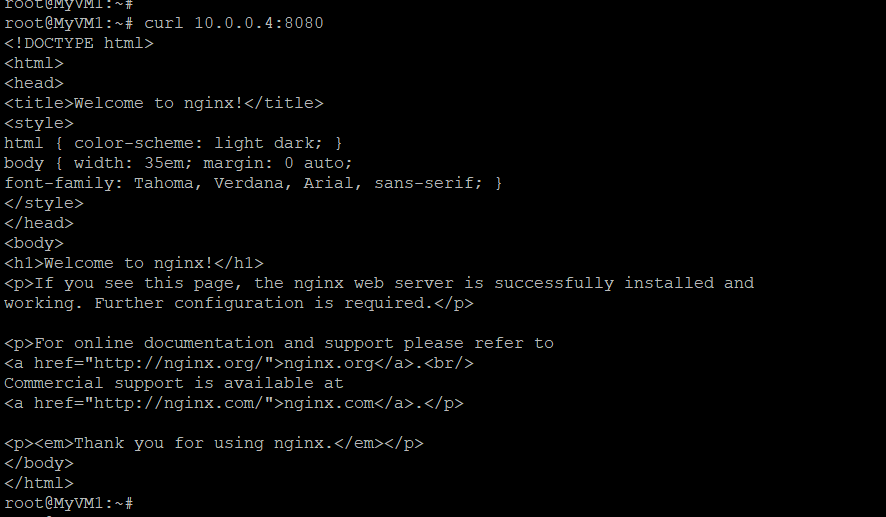 root@MyVM1:~#
root@MyVM1:~# curl 10.0.0.4:8080
<!DOCTYPE html>
<html>
<head>
<title>Welcome to nginx!</title>
<style>
html { color-scheme: light dark; }
body { width: 35em; margin: 0 auto;
font-family: Tahoma, Verdana, Arial, sans-serif; }
</style>
</head>
<body>
<h1>Welcome to nginx!</h1>
<p>If you see this page, the nginx web server is successfully installed and
working. Further configuration is required.</p>

<p>For online documentation and support please refer to
<a href="http://nginx.org/">nginx.org</a>.<br/>
Commercial support is available at
<a href="http://nginx.com/">nginx.com</a>.</p>

<p><em>Thank you for using nginx.</em></p>
</body>
</html>
root@MyVM1:~#